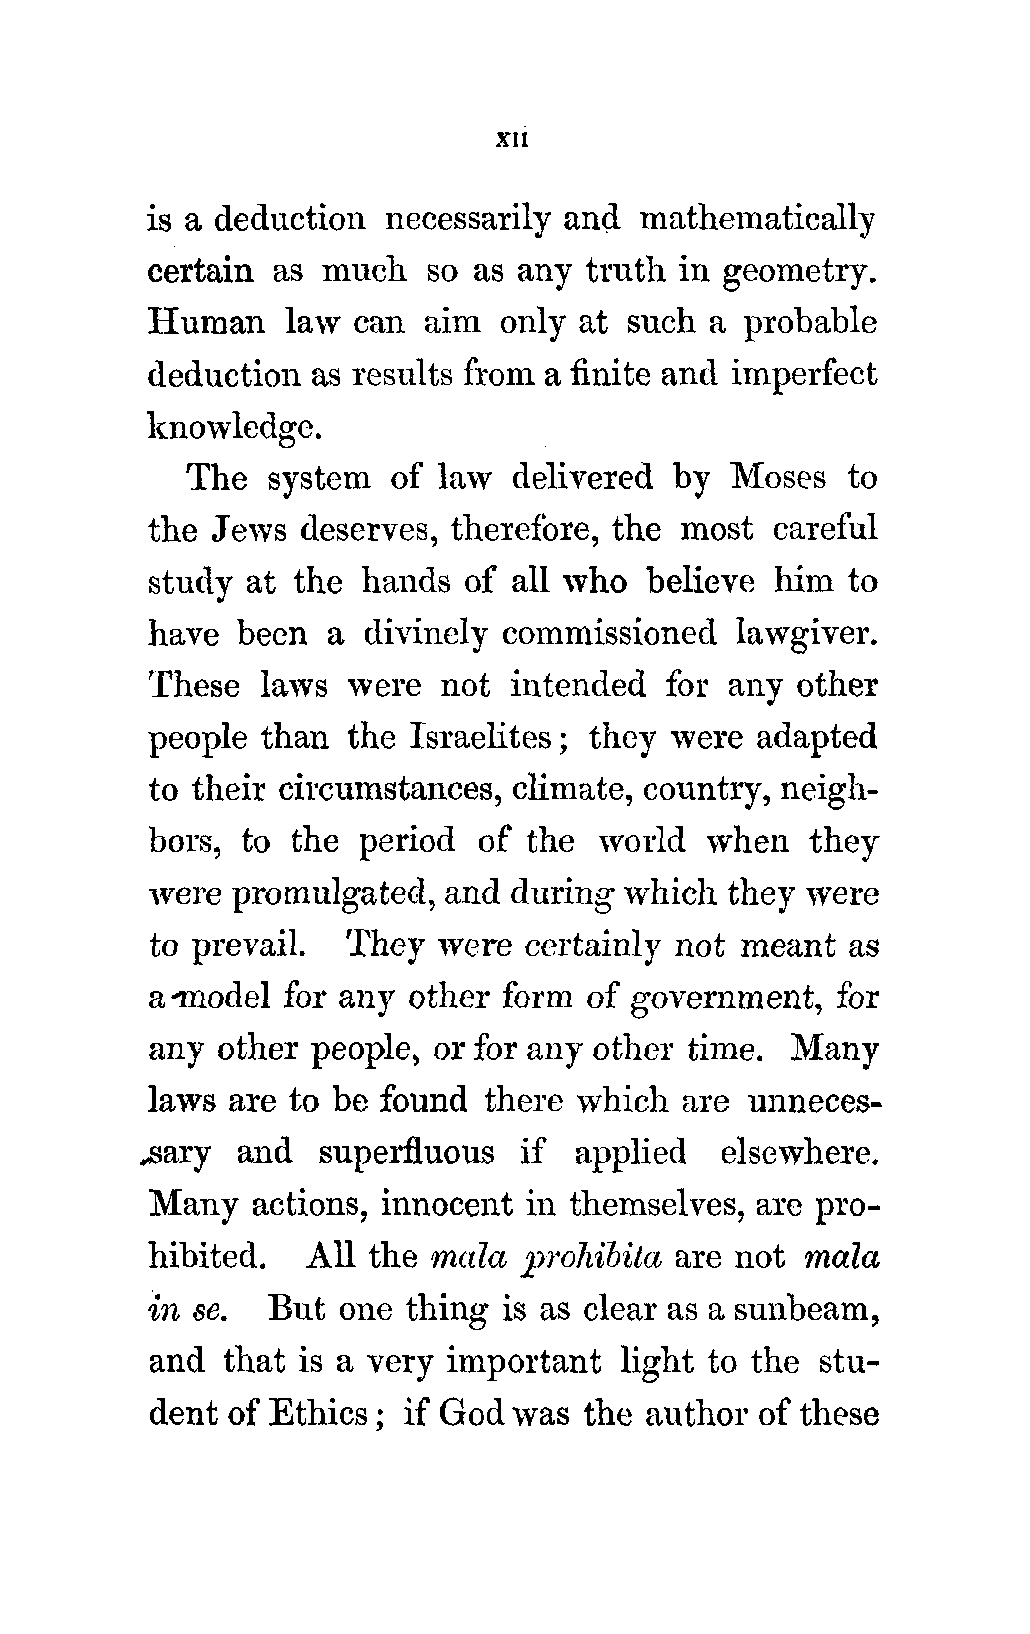 xii
is a deduction necessarily and mathematically
certain as much so as any truth in geometry.
Human law can aim only at such a probable
deduction as results from a finite and imperfect
knowledge.
The system of law delivered by Moses to
the Jews deserves, therefore, the most careful
study at the hands of all who believe him to
have been a divinely commissioned lawgiver.
These laws were not intended for any other
people than the Israelites; they were adapted
to their circumstances, climate, country, neigh-
bors, to the period of the world when they
were promulgated, and during which they were
to prevail. They were certainly not meant as
a model for any other form of government, for
any other people, or for any other time. Many
laws are to be found there which are unneces-
sary and superfluous if applied elsewhere.
Many actions, innocent in themselves, are pro-
hibited. All the mala prohibita are not mala
in se. But one thing is as clear as a sunbeam,
and that is a very important light to the stu-
dent of Ethics; if God was the author of these